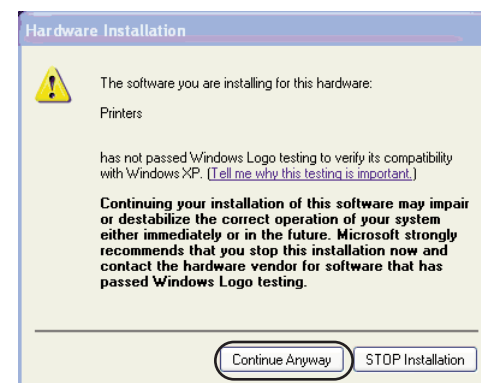 Hardware Installation
The software you are installing for this hardware:
Printers
has not passed Windows Logo testing to verify its compatibility
with Windows XP. (Tell me why this testing is important.)
Continuing your installation of this software may impair
or destabilize the correct operation of your system
either immediately or in the future. Microsoft strongly
recommends that you stop this installation now and
contact the hardware vendor for software that has
passed Windows Logo testing.
Continue Anyway STOP Installation